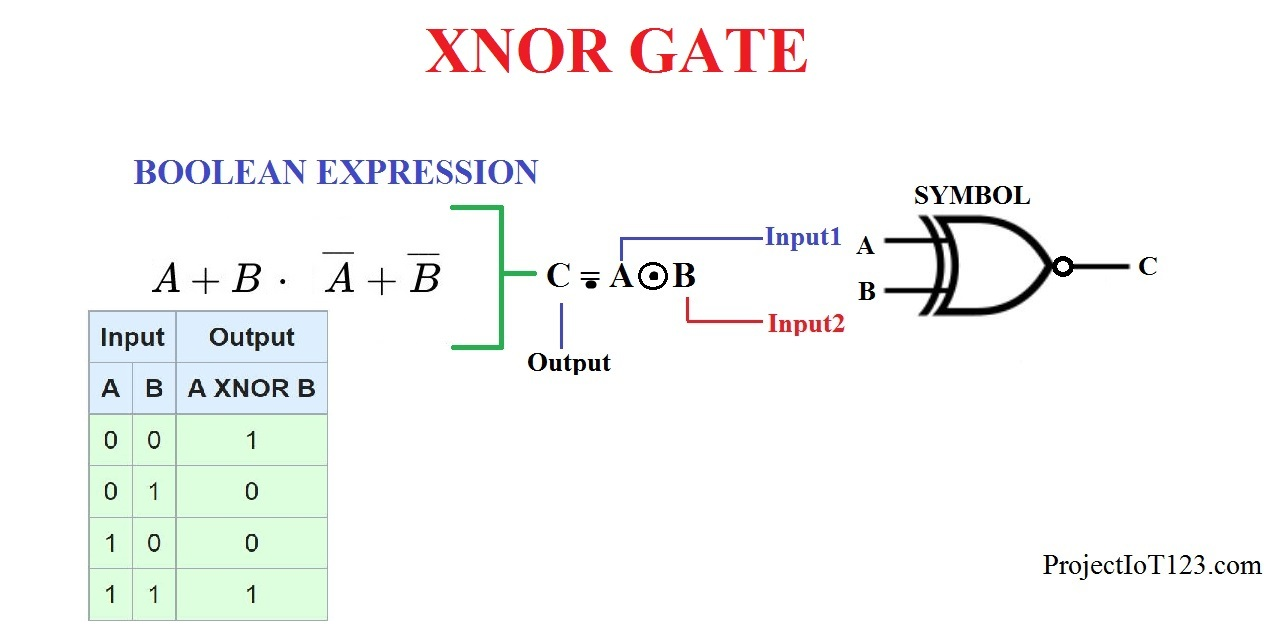 XNOR GATE
BOOLEAN EXPRESSION
A + B · A̅ + B̅
C = A ⊙ B
Input1
Input2
Output
SYMBOL
A
B
C
Input Output
A B A XNOR B
0 0 1
0 1 0
1 0 0
1 1 1
ProjectIoT123.com